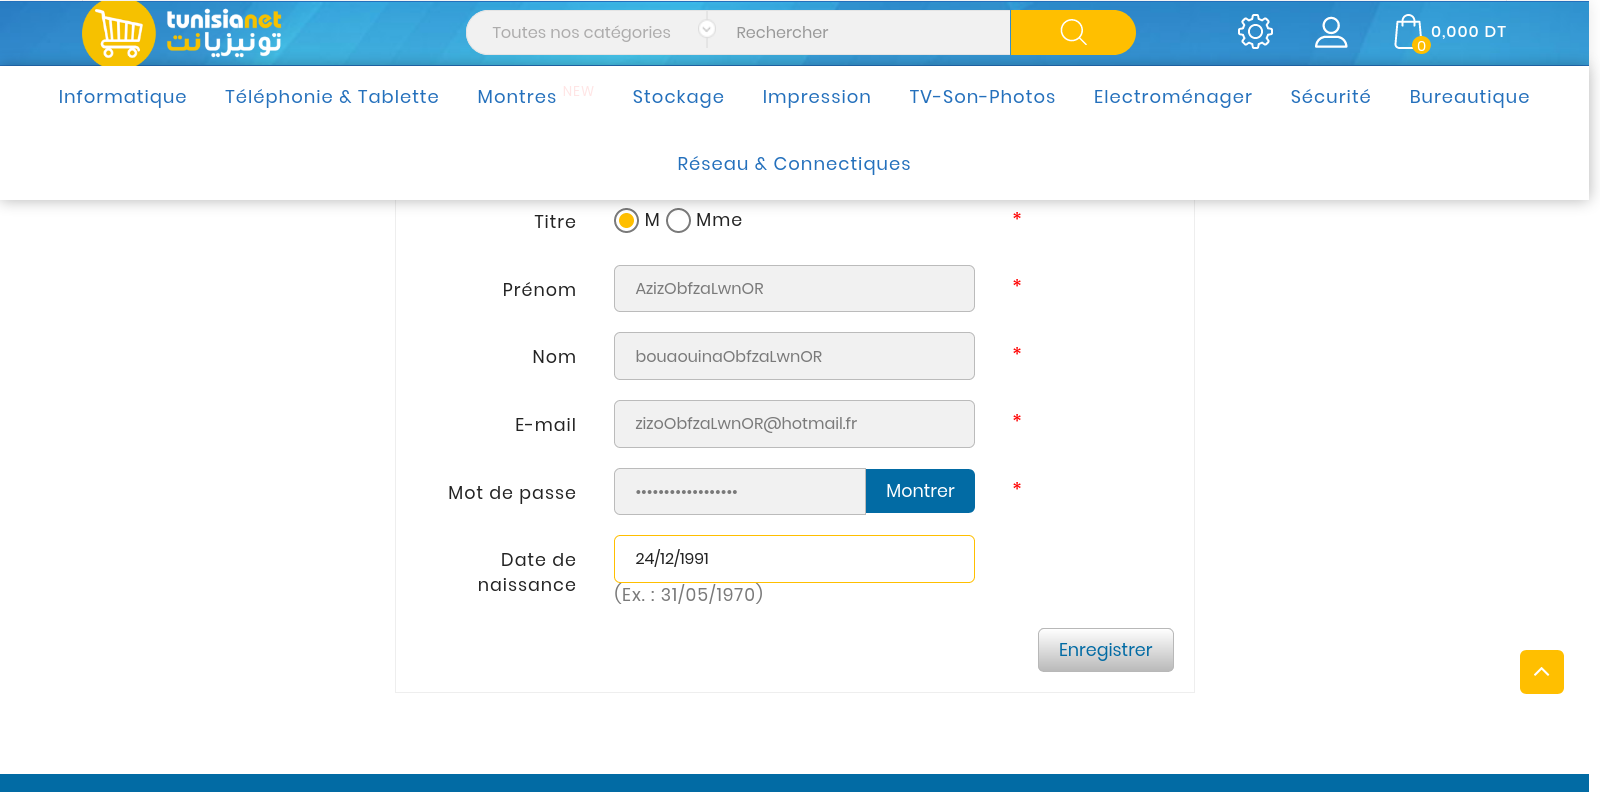 tunisianet
تونيزيانت
Toutes nos catégories Rechercher
0 0,000 DT
Informatique Téléphonie & Tablette Montres NEW Stockage Impression TV-Son-Photos Electroménager Sécurité Bureautique
Réseau & Connectiques
Titre M Mme *
Prénom AzizObfzaLwnOR *
Nom bouaouinaObfzaLwnOR *
E-mail zizoObfzaLwnOR@hotmail.fr *
Mot de passe •••••••••••••••••• Montrer *
Date de naissance 24/12/1991
(Ex. : 31/05/1970)
Enregistrer